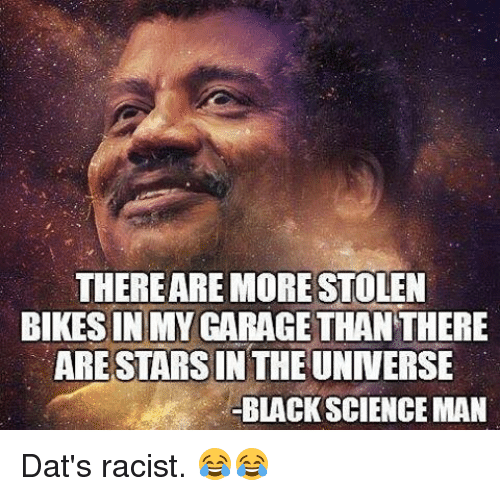 THERE ARE MORE STOLEN
BIKES IN MY GARAGE THAN THERE
ARE STARS IN THE UNIVERSE
-BLACK SCIENCE MAN
Dat's racist. 😂😂